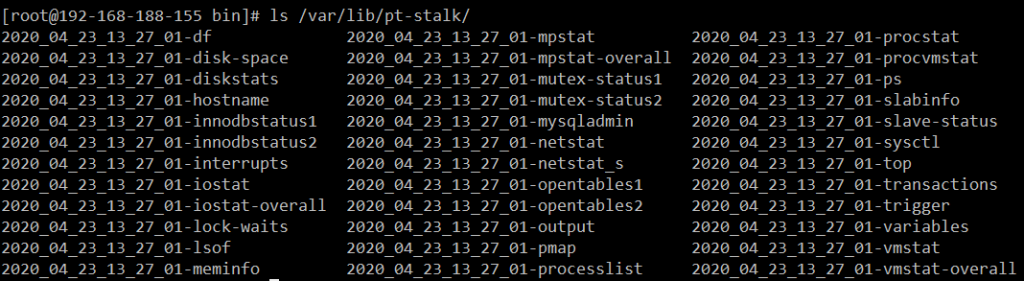 [root@192-168-188-155 bin]# ls /var/lib/pt-stalk/
2020_04_23_13_27_01-df 2020_04_23_13_27_01-mpstat 2020_04_23_13_27_01-procstat
2020_04_23_13_27_01-disk-space 2020_04_23_13_27_01-mpstat-overall 2020_04_23_13_27_01-procvmstat
2020_04_23_13_27_01-diskstats 2020_04_23_13_27_01-mutex-status1 2020_04_23_13_27_01-ps
2020_04_23_13_27_01-hostname 2020_04_23_13_27_01-mutex-status2 2020_04_23_13_27_01-slabinfo
2020_04_23_13_27_01-innodbstatus1 2020_04_23_13_27_01-mysqladmin 2020_04_23_13_27_01-slave-status
2020_04_23_13_27_01-innodbstatus2 2020_04_23_13_27_01-netstat 2020_04_23_13_27_01-sysctl
2020_04_23_13_27_01-interrupts 2020_04_23_13_27_01-netstat_s 2020_04_23_13_27_01-top
2020_04_23_13_27_01-iostat 2020_04_23_13_27_01-opentables1 2020_04_23_13_27_01-transactions
2020_04_23_13_27_01-iostat-overall 2020_04_23_13_27_01-opentables2 2020_04_23_13_27_01-trigger
2020_04_23_13_27_01-lock-waits 2020_04_23_13_27_01-output 2020_04_23_13_27_01-variables
2020_04_23_13_27_01-lsof 2020_04_23_13_27_01-pmap 2020_04_23_13_27_01-vmstat
2020_04_23_13_27_01-meminfo 2020_04_23_13_27_01-processlist 2020_04_23_13_27_01-vmstat-overall